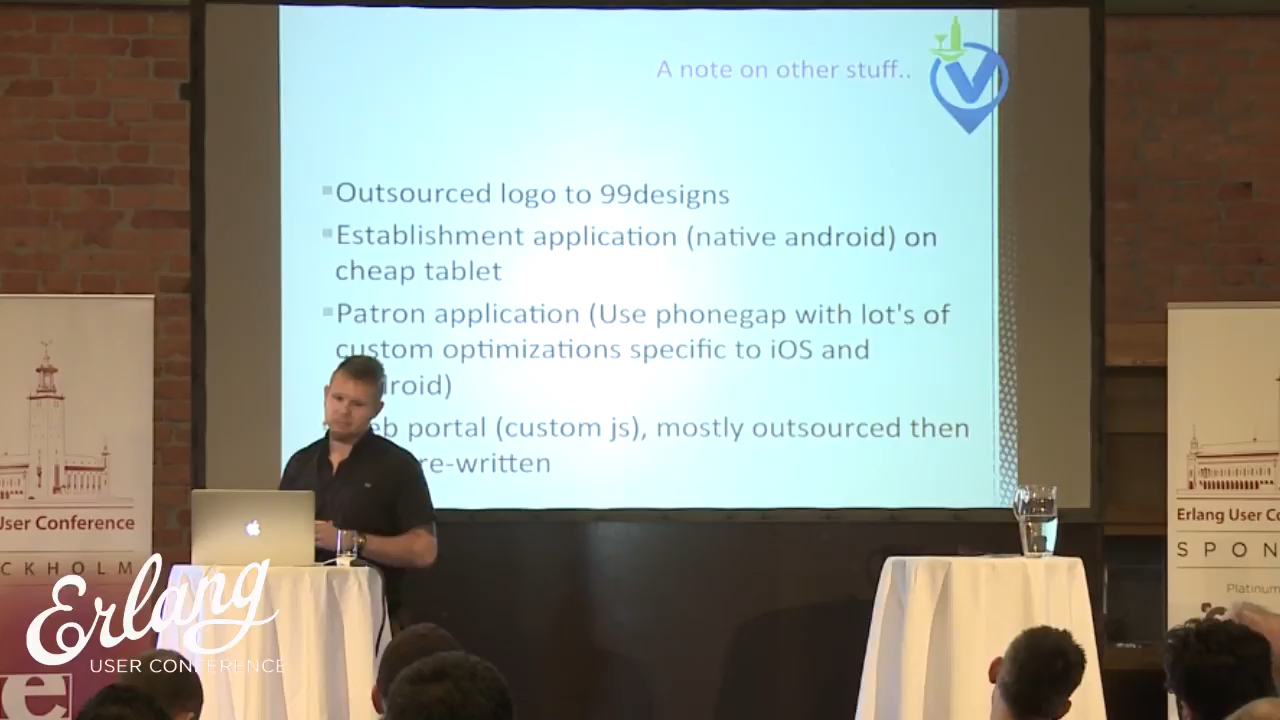 A note on other stuff..
Outsourced logo to 99designs
Establishment application (native android) on
cheap tablet
Patron application (Use phonegap with lot's of
custom optimizations specific to iOS and
droid)
eb portal (custom js), mostly outsourced then
re-written
User Conference
CKHOLM
Erlang
USER CONFERENCE
e
Erlang User Co
SPON
Platinum